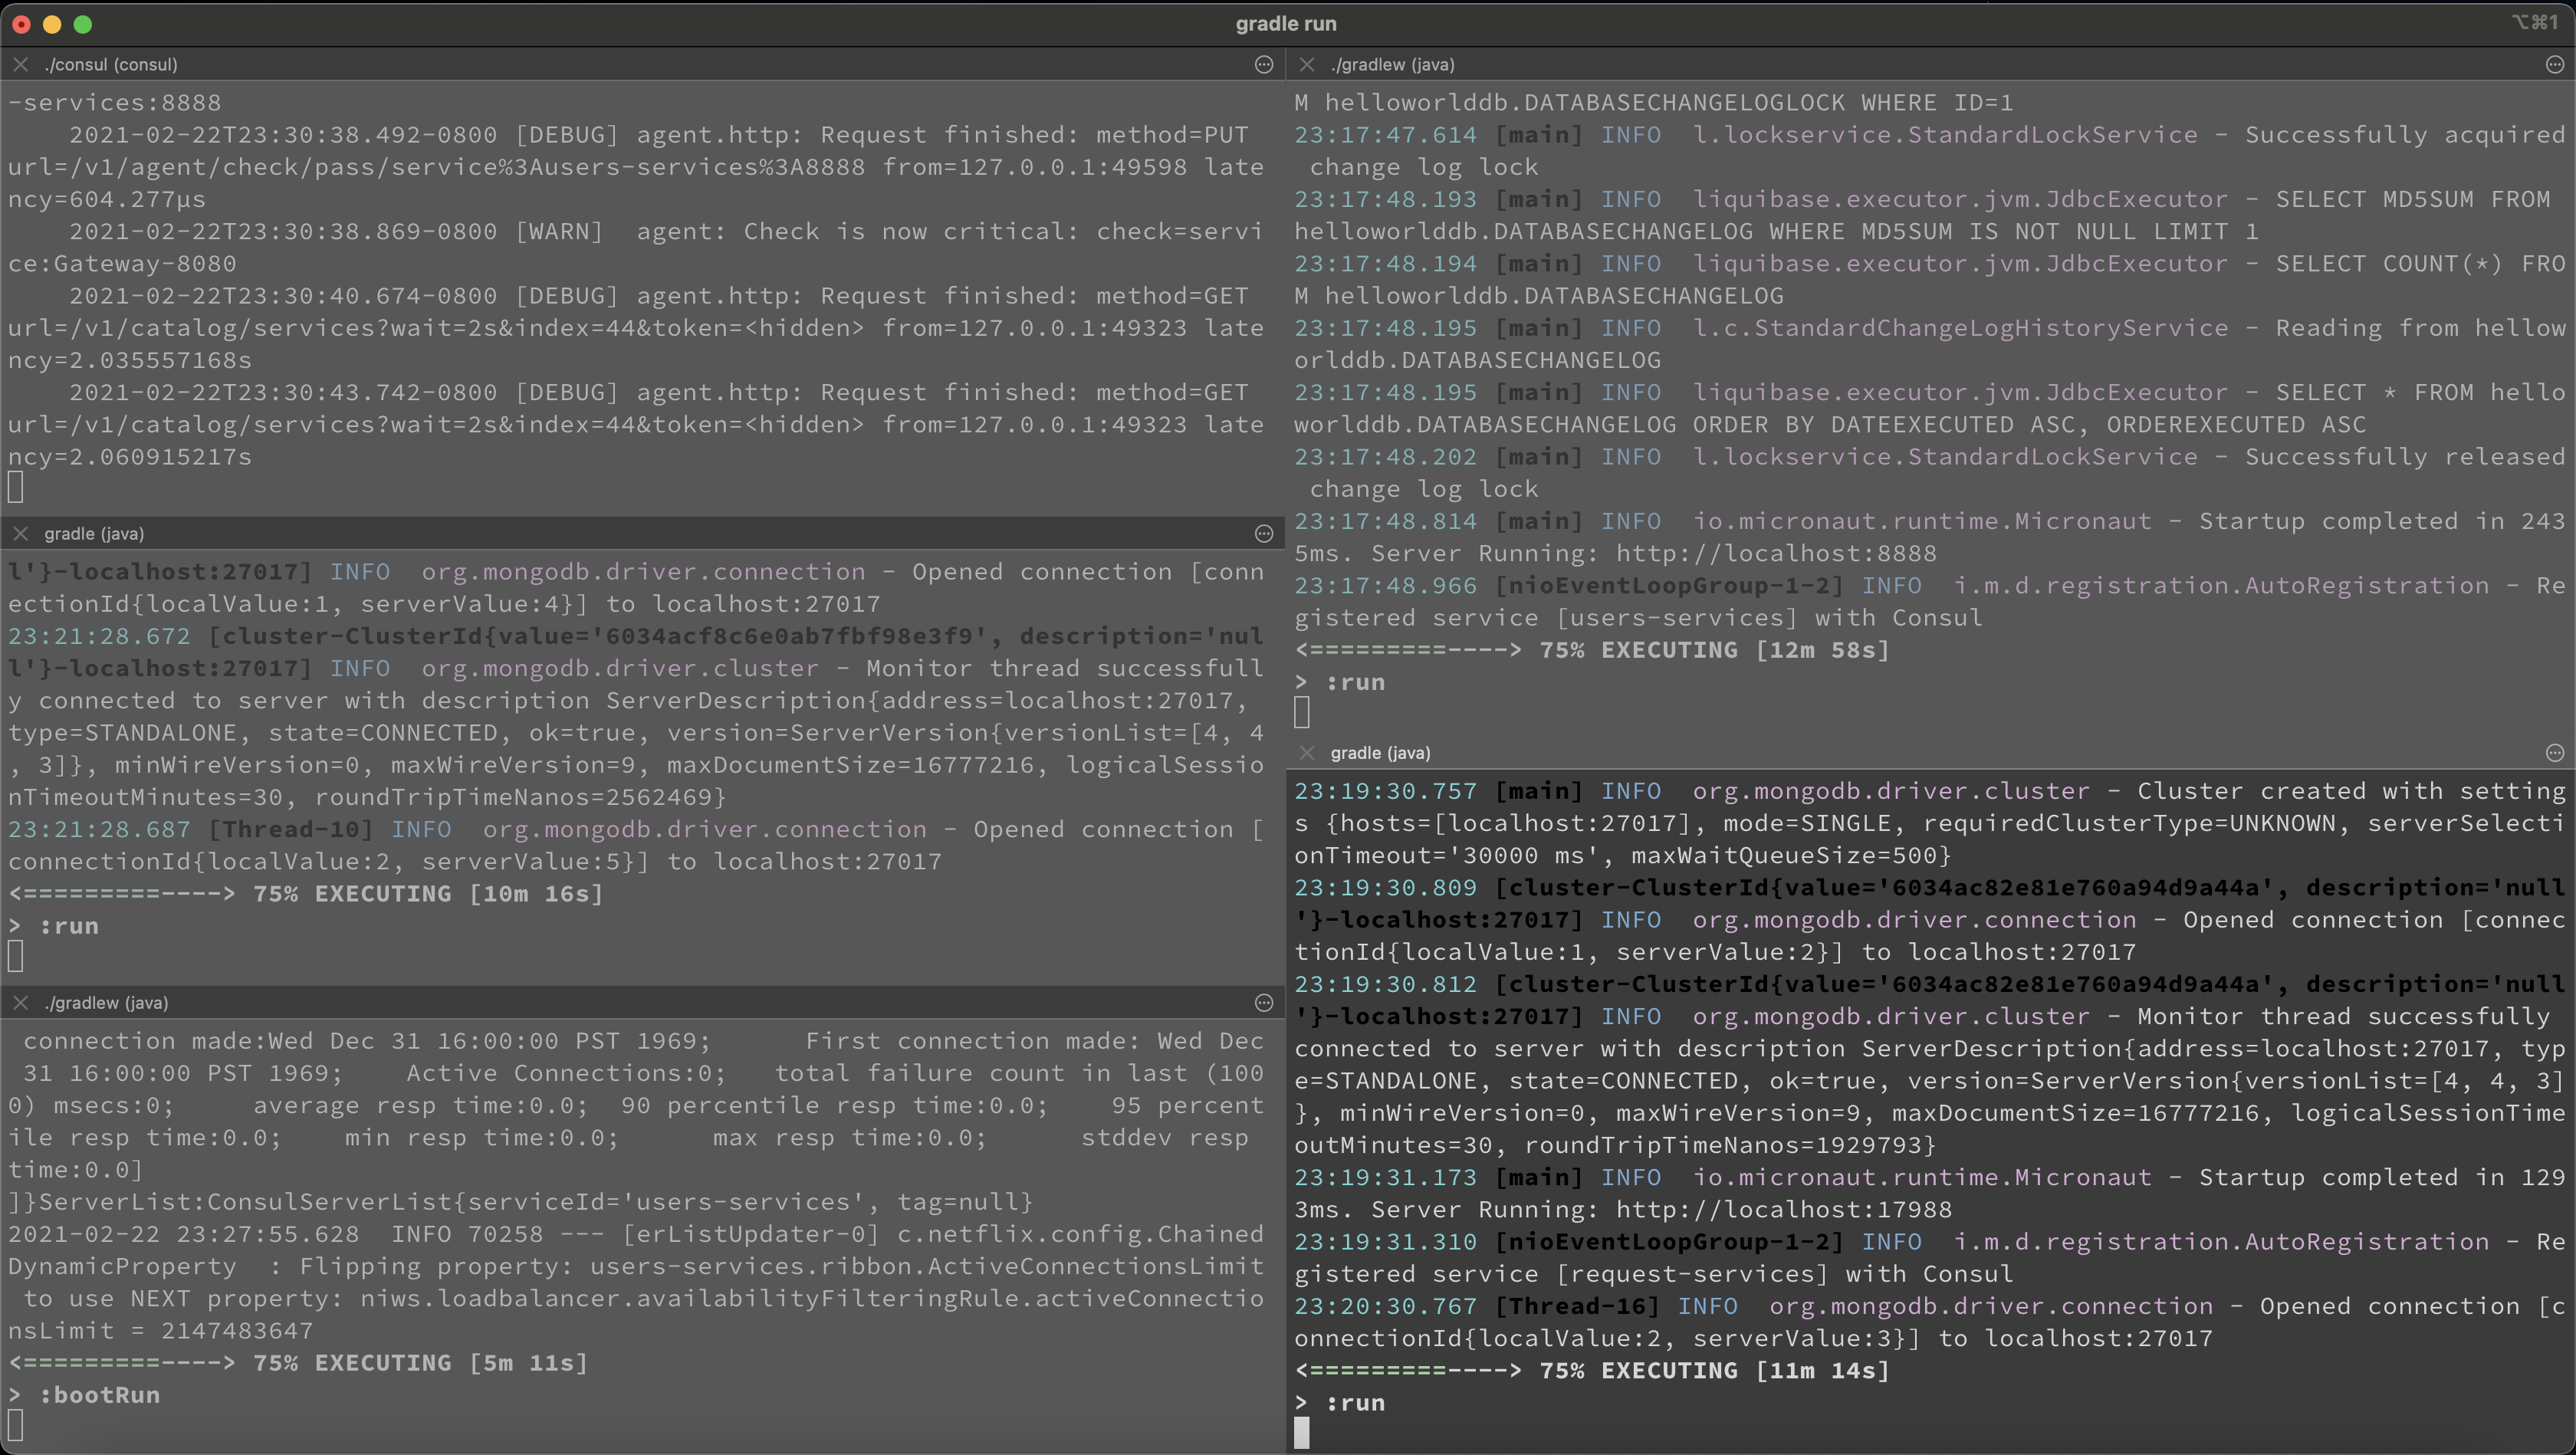 gradle run
⌥⌘1
./consul (consul)
-services:8888
2021-02-22T23:30:38.492-0800 [DEBUG] agent.http: Request finished: method=PUT
url=/v1/agent/check/pass/service%3Ausers-services%3A8888 from=127.0.0.1:49598 late
ncy=604.277µs
2021-02-22T23:30:38.869-0800 [WARN]  agent: Check is now critical: check=servi
ce:Gateway-8080
2021-02-22T23:30:40.674-0800 [DEBUG] agent.http: Request finished: method=GET
url=/v1/catalog/services?wait=2s&index=44&token=<hidden> from=127.0.0.1:49323 late
ncy=2.035557168s
2021-02-22T23:30:43.742-0800 [DEBUG] agent.http: Request finished: method=GET
url=/v1/catalog/services?wait=2s&index=44&token=<hidden> from=127.0.0.1:49323 late
ncy=2.060915217s
gradle (java)
l'}-localhost:27017] INFO  org.mongodb.driver.connection - Opened connection [conn
ectionId{localValue:1, serverValue:4}] to localhost:27017
23:21:28.672 [cluster-ClusterId{value='6034acf8c6e0ab7fbf98e3f9', description='nul
l'}-localhost:27017] INFO  org.mongodb.driver.cluster - Monitor thread successfull
y connected to server with description ServerDescription{address=localhost:27017,
type=STANDALONE, state=CONNECTED, ok=true, version=ServerVersion{versionList=[4, 4
, 3]}, minWireVersion=0, maxWireVersion=9, maxDocumentSize=16777216, logicalSessio
nTimeoutMinutes=30, roundTripTimeNanos=2562469}
23:21:28.687 [Thread-10] INFO  org.mongodb.driver.connection - Opened connection [
connectionId{localValue:2, serverValue:5}] to localhost:27017
<=========----> 75% EXECUTING [10m 16s]
> :run
./gradlew (java)
connection made:Wed Dec 31 16:00:00 PST 1969;      First connection made: Wed Dec
31 16:00:00 PST 1969;    Active Connections:0;   total failure count in last (100
0) msecs:0;     average resp time:0.0;  90 percentile resp time:0.0;    95 percent
ile resp time:0.0;    min resp time:0.0;      max resp time:0.0;      stddev resp
time:0.0]
]}ServerList:ConsulServerList{serviceId='users-services', tag=null}
2021-02-22 23:27:55.628  INFO 70258 --- [erListUpdater-0] c.netflix.config.Chained
DynamicProperty  : Flipping property: users-services.ribbon.ActiveConnectionsLimit
to use NEXT property: niws.loadbalancer.availabilityFilteringRule.activeConnectio
nsLimit = 2147483647
<=========----> 75% EXECUTING [5m 11s]
> :bootRun
./gradlew (java)
M helloworlddb.DATABASECHANGELOGLOCK WHERE ID=1
23:17:47.614 [main] INFO  l.lockservice.StandardLockService - Successfully acquired
change log lock
23:17:48.193 [main] INFO  liquibase.executor.jvm.JdbcExecutor - SELECT MD5SUM FROM
helloworlddb.DATABASECHANGELOG WHERE MD5SUM IS NOT NULL LIMIT 1
23:17:48.194 [main] INFO  liquibase.executor.jvm.JdbcExecutor - SELECT COUNT(*) FRO
M helloworlddb.DATABASECHANGELOG
23:17:48.195 [main] INFO  l.c.StandardChangeLogHistoryService - Reading from hellow
orlddb.DATABASECHANGELOG
23:17:48.195 [main] INFO  liquibase.executor.jvm.JdbcExecutor - SELECT * FROM hello
worlddb.DATABASECHANGELOG ORDER BY DATEEXECUTED ASC, ORDEREXECUTED ASC
23:17:48.202 [main] INFO  l.lockservice.StandardLockService - Successfully released
change log lock
23:17:48.814 [main] INFO  io.micronaut.runtime.Micronaut - Startup completed in 243
5ms. Server Running: http://localhost:8888
23:17:48.966 [nioEventLoopGroup-1-2] INFO  i.m.d.registration.AutoRegistration - Re
gistered service [users-services] with Consul
<=========----> 75% EXECUTING [12m 58s]
> :run
gradle (java)
23:19:30.757 [main] INFO  org.mongodb.driver.cluster - Cluster created with setting
s {hosts=[localhost:27017], mode=SINGLE, requiredClusterType=UNKNOWN, serverSelecti
onTimeout='30000 ms', maxWaitQueueSize=500}
23:19:30.809 [cluster-ClusterId{value='6034ac82e81e760a94d9a44a', description='null
'}-localhost:27017] INFO  org.mongodb.driver.connection - Opened connection [connec
tionId{localValue:1, serverValue:2}] to localhost:27017
23:19:30.812 [cluster-ClusterId{value='6034ac82e81e760a94d9a44a', description='null
'}-localhost:27017] INFO  org.mongodb.driver.cluster - Monitor thread successfully
connected to server with description ServerDescription{address=localhost:27017, typ
e=STANDALONE, state=CONNECTED, ok=true, version=ServerVersion{versionList=[4, 4, 3]
}, minWireVersion=0, maxWireVersion=9, maxDocumentSize=16777216, logicalSessionTime
outMinutes=30, roundTripTimeNanos=1929793}
23:19:31.173 [main] INFO  io.micronaut.runtime.Micronaut - Startup completed in 129
3ms. Server Running: http://localhost:17988
23:19:31.310 [nioEventLoopGroup-1-2] INFO  i.m.d.registration.AutoRegistration - Re
gistered service [request-services] with Consul
23:20:30.767 [Thread-16] INFO  org.mongodb.driver.connection - Opened connection [c
onnectionId{localValue:2, serverValue:3}] to localhost:27017
<=========----> 75% EXECUTING [11m 14s]
> :run